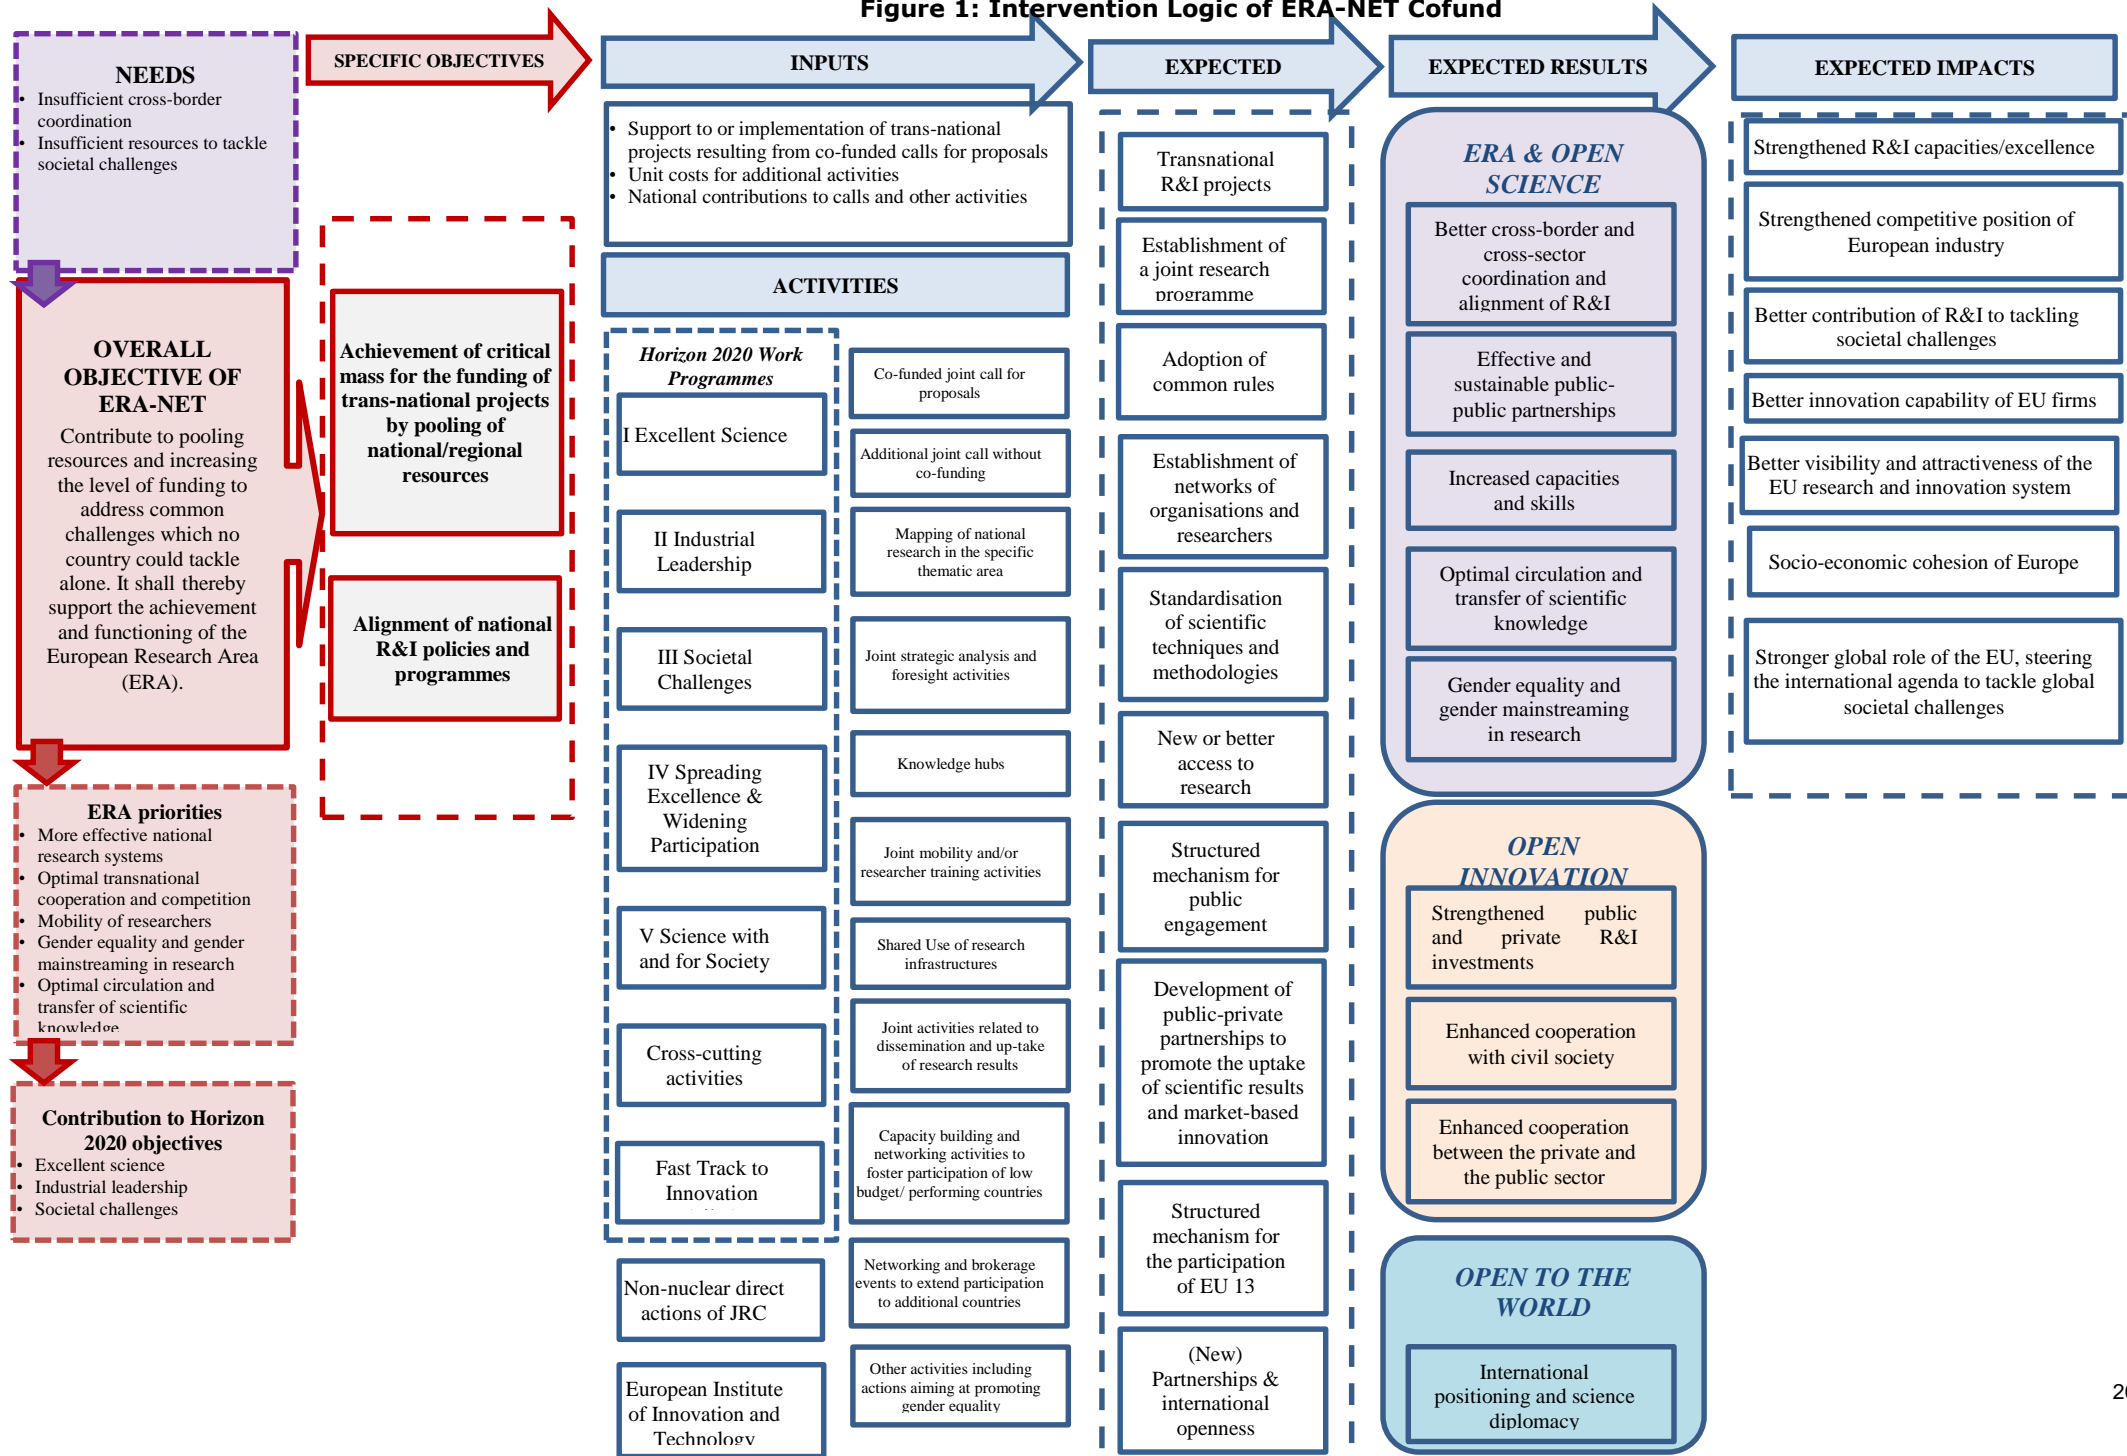 Figure 1: Intervention Logic of ERA-NET Cofund
NEEDS
• Insufficient cross-border
coordination
• Insufficient resources to tackle
societal challenges
OVERALL
OBJECTIVE OF
ERA-NET
Contribute to pooling
resources and increasing
the level of funding to
address common
challenges which no
country could tackle
alone. It shall thereby
support the achievement
and functioning of the
European Research Area
(ERA).
ERA priorities
• More effective national
research systems
• Optimal transnational
cooperation and competition
• Mobility of researchers
• Gender equality and gender
mainstreaming in research
• Optimal circulation and
transfer of scientific
knowledge
Contribution to Horizon
2020 objectives
• Excellent science
• Industrial leadership
• Societal challenges
SPECIFIC OBJECTIVES
Achievement of critical
mass for the funding of
trans-national projects
by pooling of
national/regional
resources
Alignment of national
R&I policies and
programmes
INPUTS
• Support to or implementation of trans-national
projects resulting from co-funded calls for proposals
• Unit costs for additional activities
• National contributions to calls and other activities
ACTIVITIES
Horizon 2020 Work
Programmes
I Excellent Science
II Industrial
Leadership
III Societal
Challenges
IV Spreading
Excellence &
Widening
Participation
V Science with
and for Society
Cross-cutting
activities
Fast Track to
Innovation
Non-nuclear direct
actions of JRC
European Institute
of Innovation and
Technology
Co-funded joint call for
proposals
Additional joint call without
co-funding
Mapping of national
research in the specific
thematic area
Joint strategic analysis and
foresight activities
Knowledge hubs
Joint mobility and/or
researcher training activities
Shared Use of research
infrastructures
Joint activities related to
dissemination and up-take
of research results
Capacity building and
networking activities to
foster participation of low
budget/ performing countries
Networking and brokerage
events to extend participation
to additional countries
Other activities including
actions aiming at promoting
gender equality
EXPECTED
Transnational
R&I projects
Establishment of
a joint research
programme
Adoption of
common rules
Establishment of
networks of
organisations and
researchers
Standardisation
of scientific
techniques and
methodologies
New or better
access to
research
Structured
mechanism for
public
engagement
Development of
public-private
partnerships to
promote the uptake
of scientific results
and market-based
innovation
Structured
mechanism for
the participation
of EU 13
(New)
Partnerships &
international
openness
EXPECTED RESULTS
ERA & OPEN
SCIENCE
Better cross-border and
cross-sector
coordination and
alignment of R&I
Effective and
sustainable public-
public partnerships
Increased capacities
and skills
Optimal circulation and
transfer of scientific
knowledge
Gender equality and
gender mainstreaming
in research
OPEN
INNOVATION
Strengthened public
and private R&I
investments
Enhanced cooperation
with civil society
Enhanced cooperation
between the private and
the public sector
OPEN TO THE
WORLD
International
positioning and science
diplomacy
EXPECTED IMPACTS
Strengthened R&I capacities/excellence
Strengthened competitive position of
European industry
Better contribution of R&I to tackling
societal challenges
Better innovation capability of EU firms
Better visibility and attractiveness of the
EU research and innovation system
Socio-economic cohesion of Europe
Stronger global role of the EU, steering
the international agenda to tackle global
societal challenges